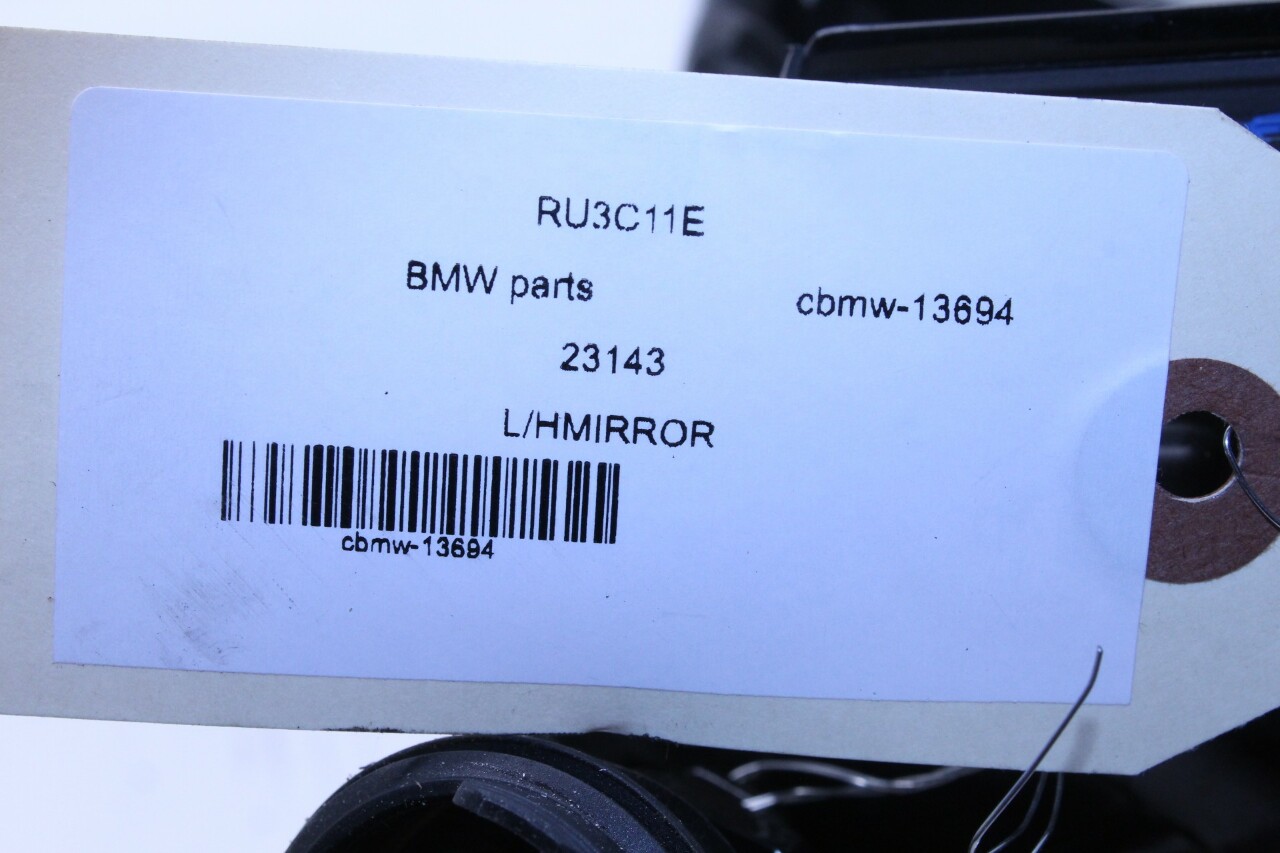 RU3C11E
BMW parts cbmw-13694
23143
L/HMIRROR
cbmw-13694